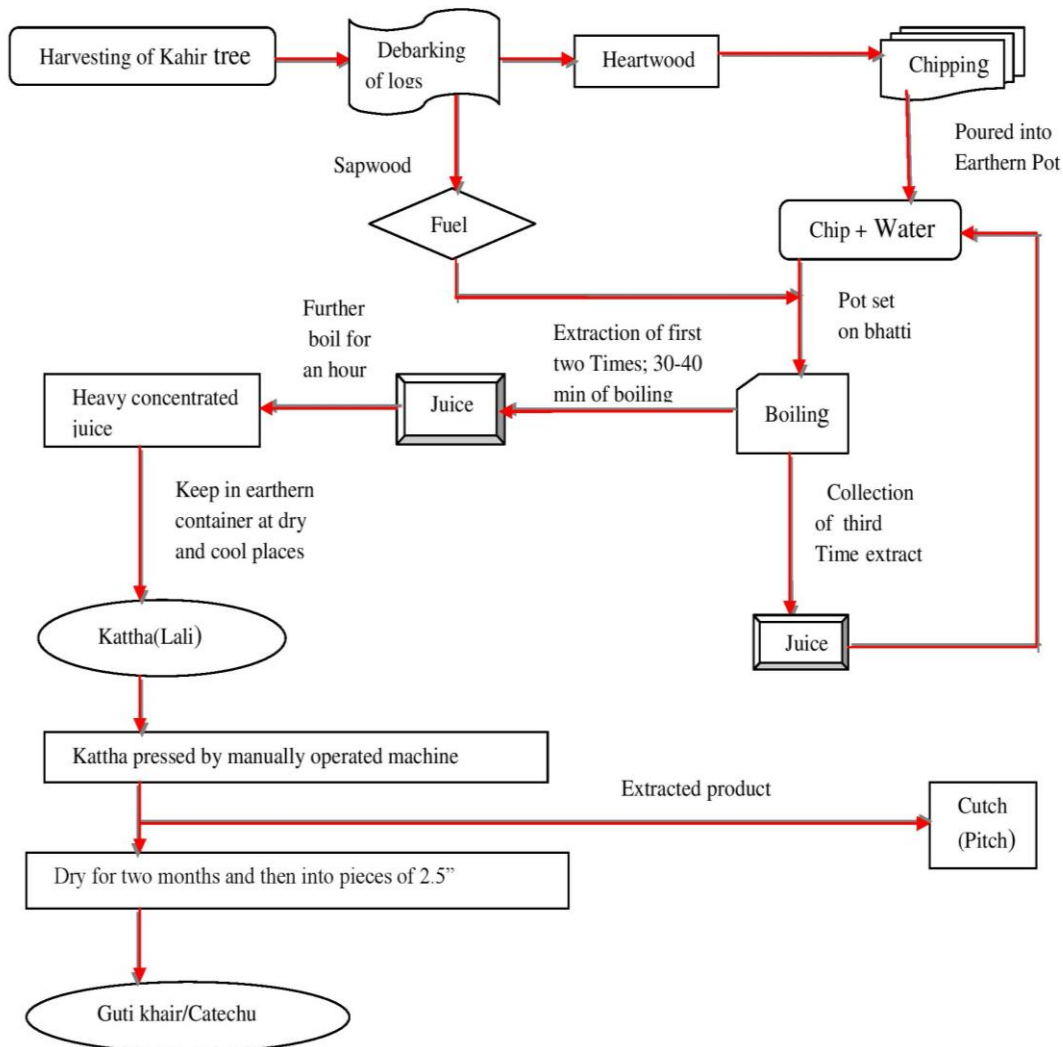 Harvesting of Kahir tree
Debarking
of logs
Heartwood
Chipping
Sapwood
Poured into
Earthern Pot
Fuel
Chip + Water
Pot set
on bhatti
Further
boil for
an hour
Extraction of first
two Times; 30-40
min of boiling
Heavy concentrated
juice
Juice
Boiling
Keep in earthern
container at dry
and cool places
Collection
of third
Time extract
Kattha(Lali)
Juice
Kattha pressed by manually operated machine
Extracted product
Cutch
(Pitch)
Dry for two months and then into pieces of 2.5”
Guti khair/Catechu